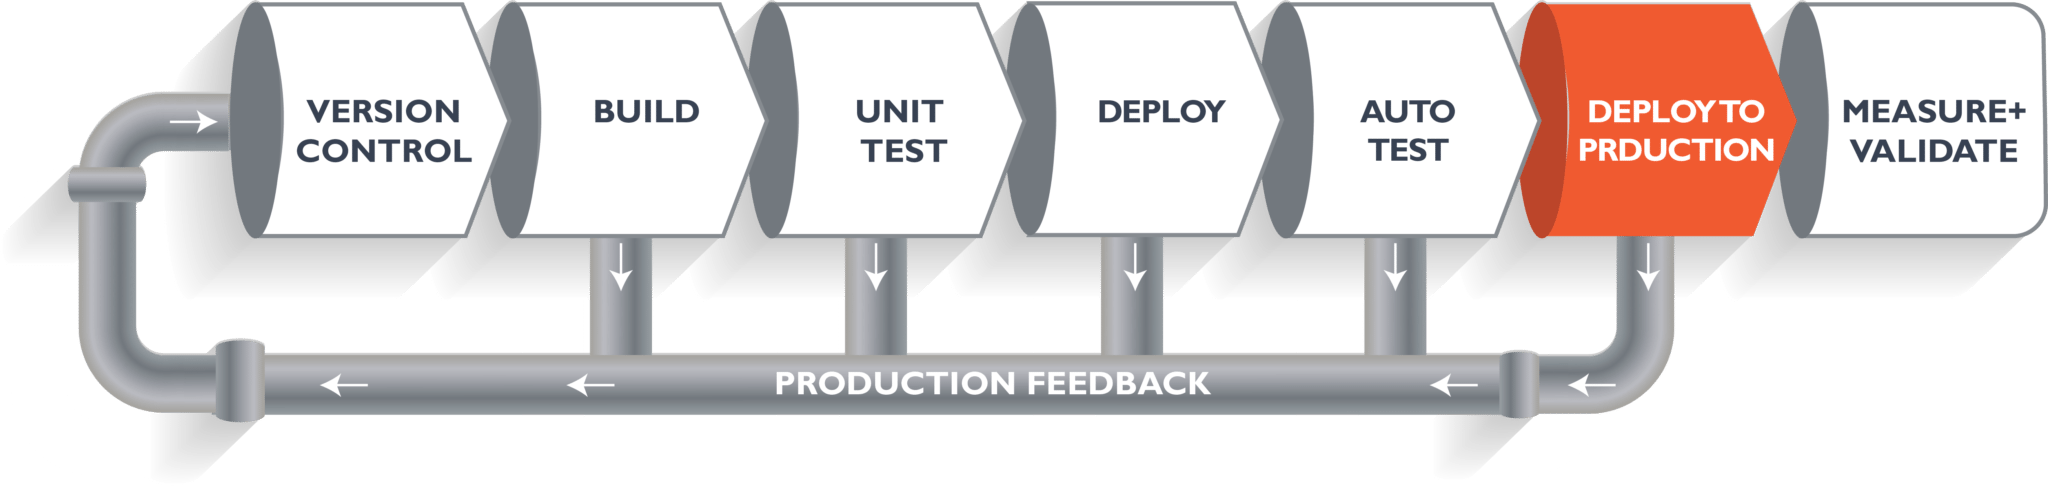 VERSION
CONTROL
BUILD
UNIT
TEST
DEPLOY
AUTO
TEST
DEPLOY TO
PRDUCTION
MEASURE+
VALIDATE
PRODUCTION FEEDBACK